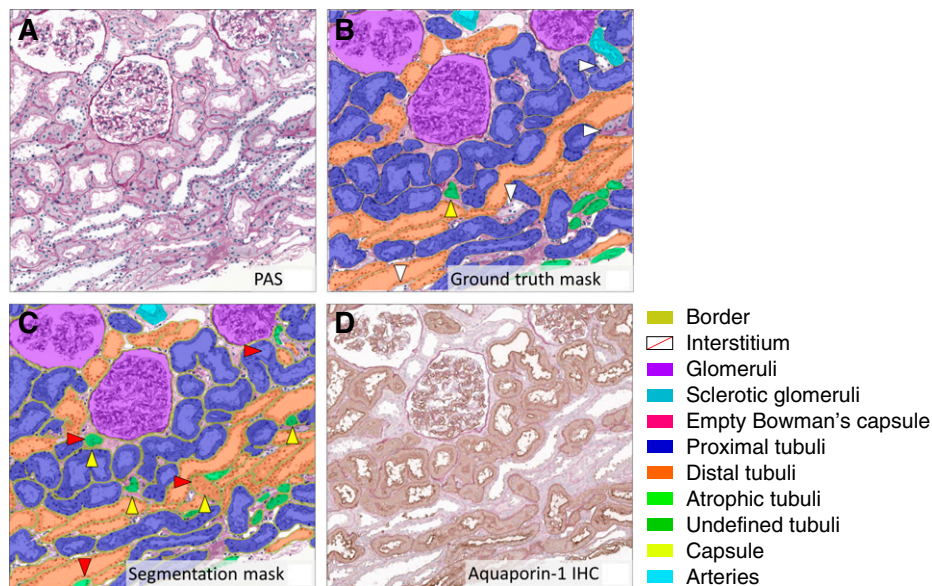 A
PAS
B
Ground truth mask
C
Segmentation mask
D
Aquaporin-1 IHC
Border
Interstitium
Glomeruli
Sclerotic glomeruli
Empty Bowman's capsule
Proximal tubuli
Distal tubuli
Atrophic tubuli
Undefined tubuli
Capsule
Arteries